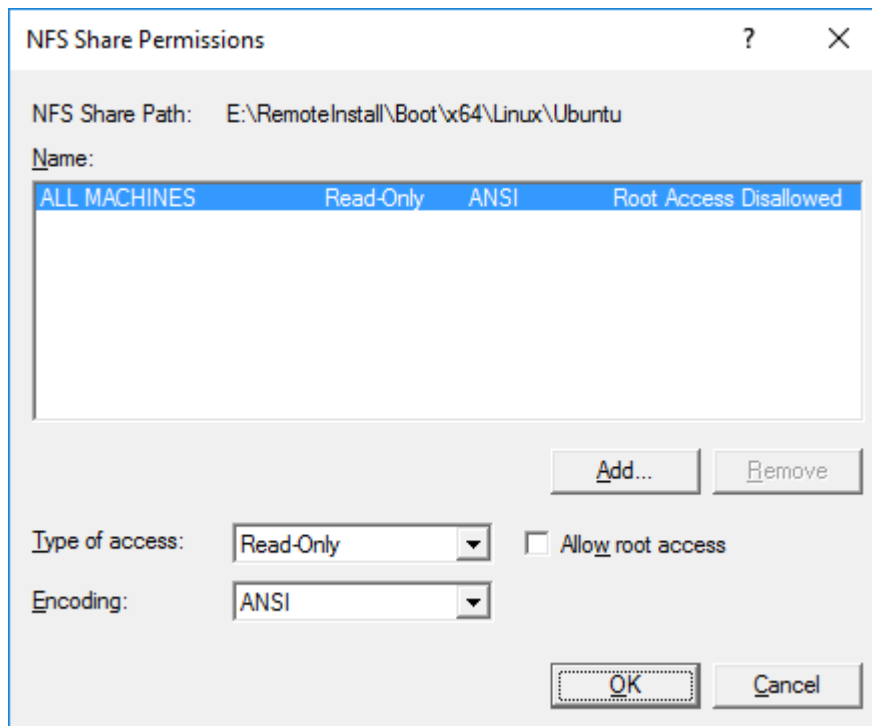 NFS Share Permissions ?
NFS Share Path: E:\RemoteInstall\Boot\x64\Linux\Ubuntu
Name:
ALL MACHINES Read-Only ANSI Root Access Disallowed
Add... Remove
Type of access: Read-Only Allow root access
Encoding: ANSI
OK Cancel